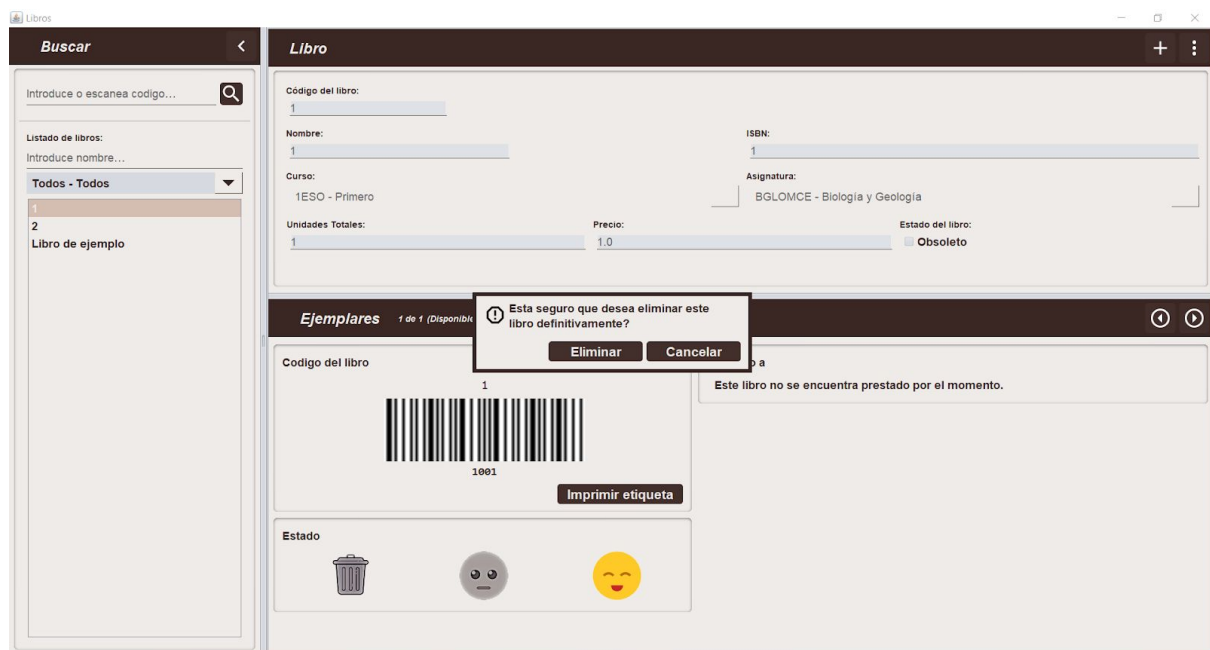 Libros
Buscar
Libro
Introduce o escanea codigo...
Listado de libros:
Introduce nombre...
Todos - Todos
1
2
Libro de ejemplo
Código del libro:
1
Nombre:
1
ISBN:
1
Curso:
1ESO - Primero
Asignatura:
BGLOMCE - Biología y Geología
Unidades Totales:
1
Precio:
1.0
Estado del libro:
Obsoleto
Ejemplares
1 de 1 (Disponible
Esta seguro que desea eliminar este
libro definitivamente?
Eliminar
Cancelar
Codigo del libro
1
1001
Imprimir etiqueta
a
Este libro no se encuentra prestado por el momento.
Estado